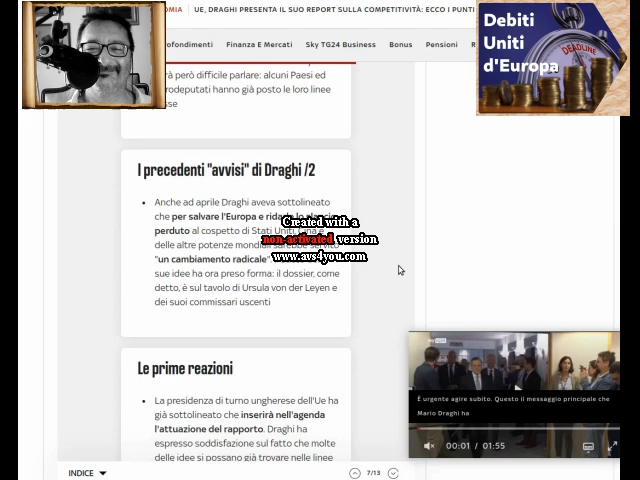 OMIA
UE, DRAGHI PRESENTA IL SUO REPORT SULLA COMPETITIVITÀ: ECCO I PUNTI
Debiti
Uniti
d'Europa
DEADLINE
ofondimenti Finanza E Mercati Sky TG24 Business Bonus Pensioni R
rà però difficile parlare: alcuni Paesi ed
rodeputati hanno già posto le loro linee
sse
I precedenti "avvisi" di Draghi /2
• Anche ad aprile Draghi aveva sottolineato
che per salvare l'Europa e
perduto al cospetto di Stati Uniti,
delle altre potenze mondiali sarebbe servito
"un cambiamento radicale".
sue idee ha ora preso forma: il dossier, come
detto, è sul tavolo di Ursula von der Leyen e
dei suoi commissari uscenti
Created with a
non-activated version
www.avs4you.com
Le prime reazioni
• La presidenza di turno ungherese dell'Ue ha
già sottolineato che inserirà nell'agenda
l'attuazione del rapporto. Draghi ha
espresso soddisfazione sul fatto che molte
delle idee si possano già trovare nelle linee
È urgente agire subito. Questo il messaggio principale che
Mario Draghi ha
00:01 / 01:55
INDICE
7/13